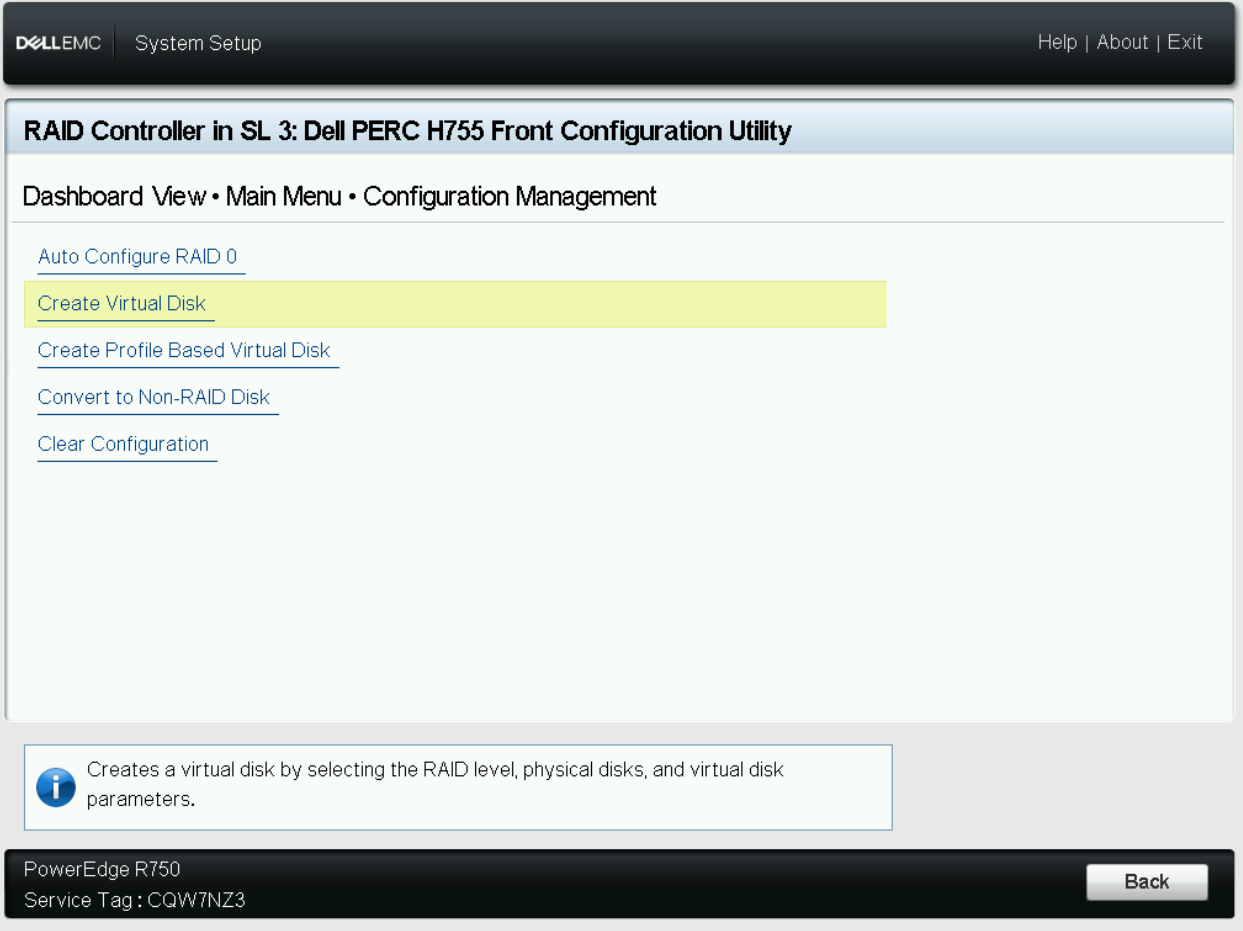 DELLEMC System Setup Help | About | Exit
RAID Controller in SL 3: Dell PERC H755 Front Configuration Utility
Dashboard View • Main Menu • Configuration Management
Auto Configure RAID 0
Create Virtual Disk
Create Profile Based Virtual Disk
Convert to Non-RAID Disk
Clear Configuration
Creates a virtual disk by selecting the RAID level, physical disks, and virtual disk
parameters.
PowerEdge R750
Service Tag : CQW7NZ3
Back